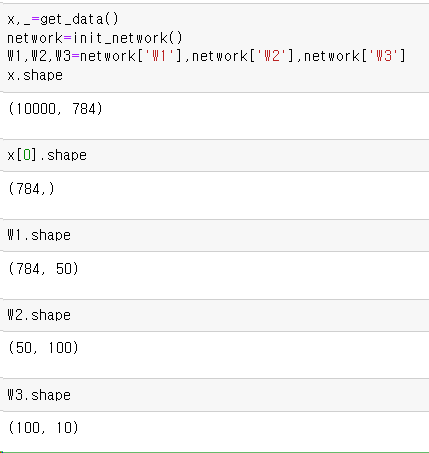 x,_=get_data()
network=init_network()
W1,W2,W3=network['W1'],network['W2'],network['W3']
x.shape
(10000, 784)
x[0].shape
(784,)
W1.shape
(784, 50)
W2.shape
(50, 100)
W3.shape
(100, 10)